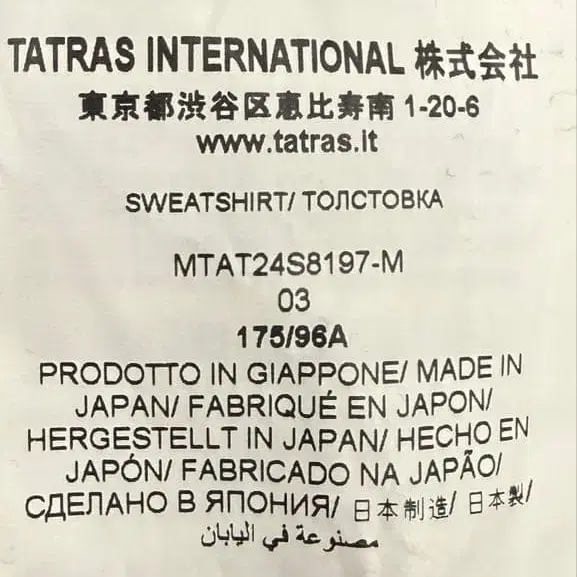 TATRAS INTERNATIONAL 株式会社
東京都渋谷区恵比寿南 1-20-6
www.tatras.it
SWEATSHIRT/ ТОЛСТОВКА
MTAT24S8197-M
03
175/96A
PRODOTTO IN GIAPPONE/ MADE IN
JAPAN/ FABRIQUÉ EN JAPON/
HERGESTELLT IN JAPAN/ HECHO EN
JAPÓN/ FABRICADO NA JAPÃO/
СДЕЛАНО В ЯПОНИЯ/ 日本制造/ 日本製/
مصنوعة في اليابان